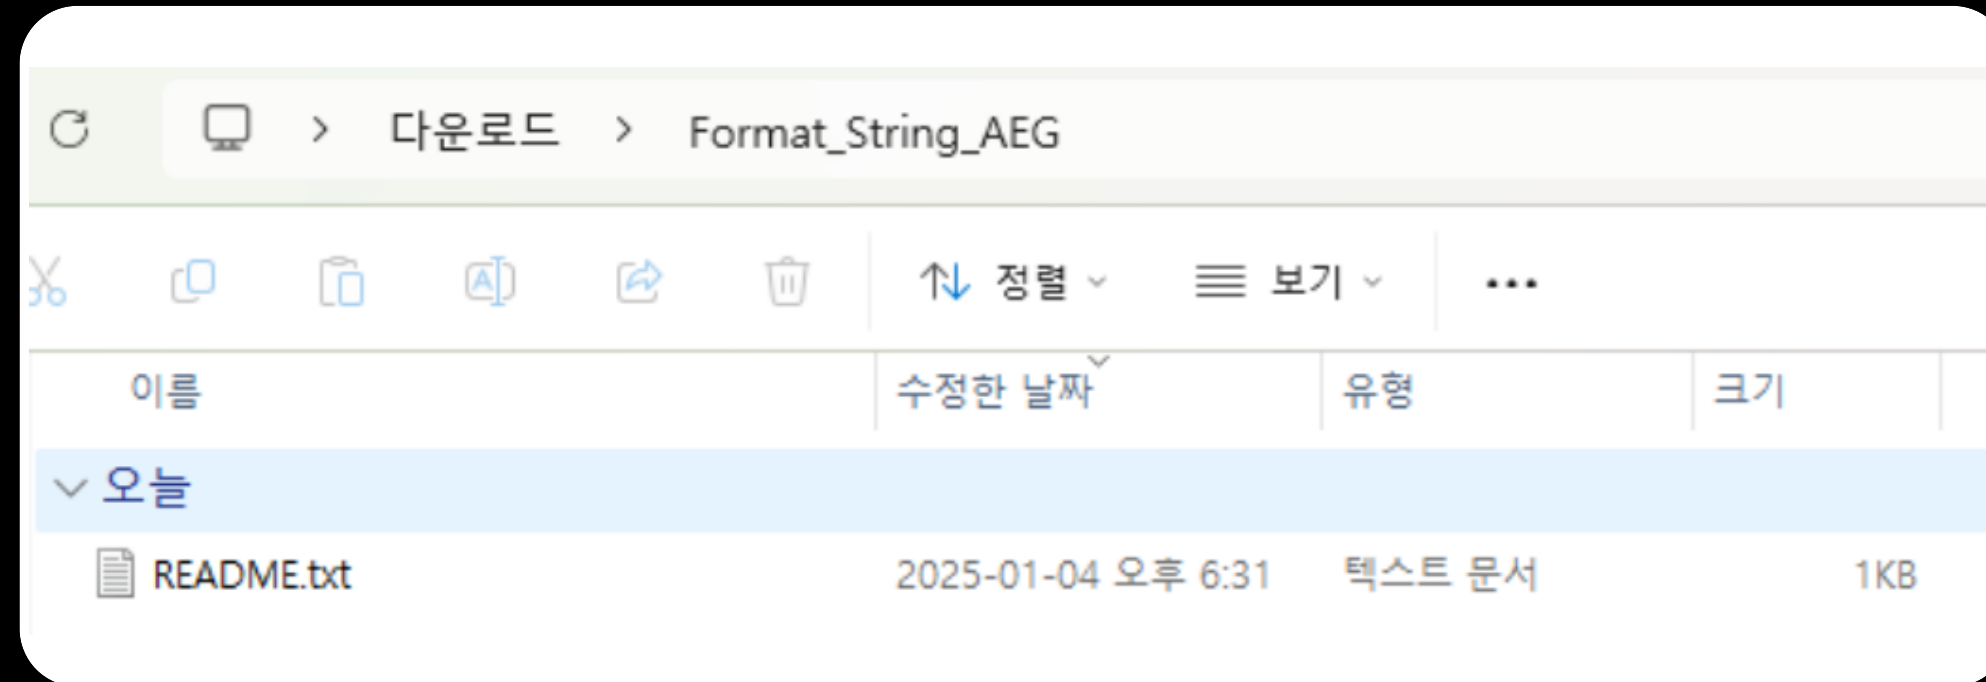 다운로드 > Format_String_AEG
정렬 보기 ...
이름 수정한 날짜 유형 크기
오늘
README.txt 2025-01-04 오후 6:31 텍스트 문서 1KB